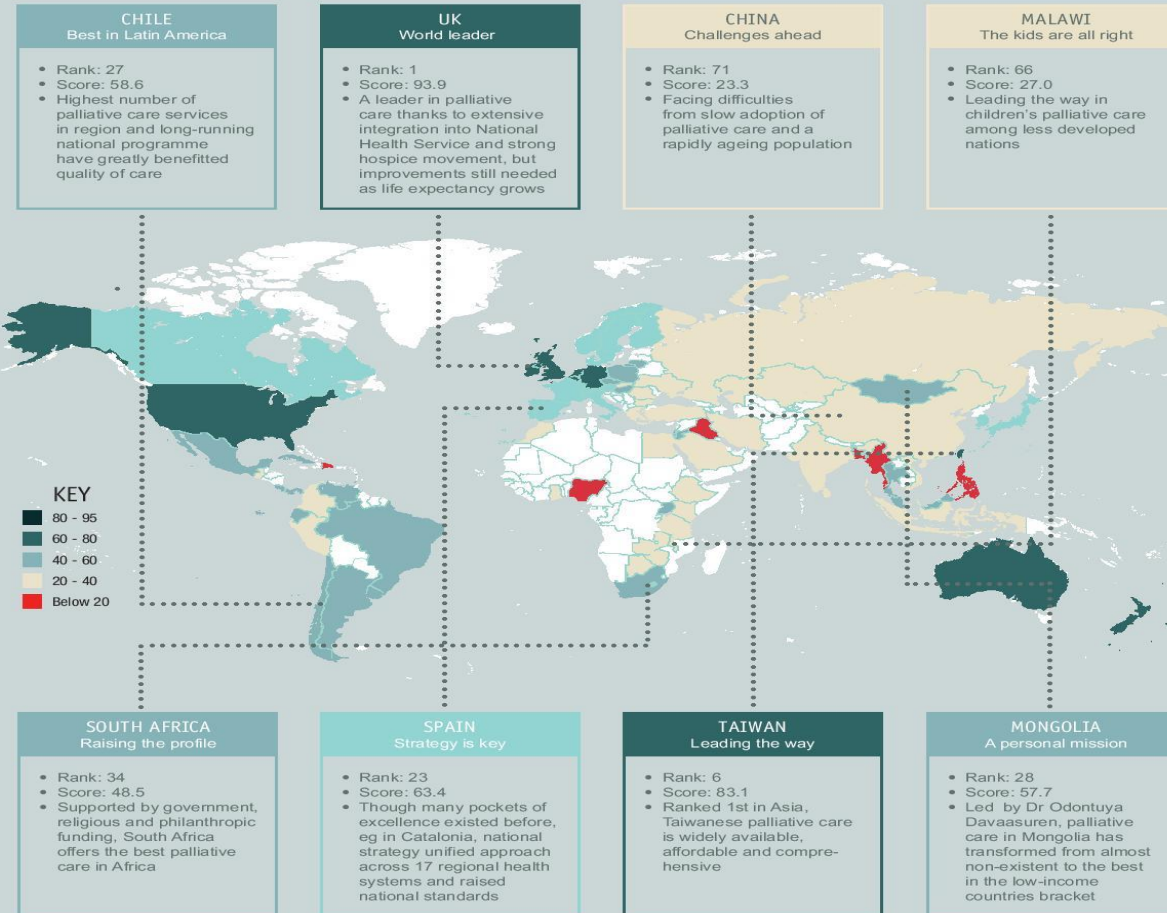 CHILE
Best in Latin America
• Rank: 27
• Score: 58.6
• Highest number of
palliative care services
in region and long-running
national programme
have greatly benefitted
quality of care
UK
World leader
• Rank: 1
• Score: 93.9
• A leader in palliative
care thanks to extensive
integration into National
Health Service and strong
hospice movement, but
improvements still needed
as life expectancy grows
CHINA
Challenges ahead
• Rank: 71
• Score: 23.3
• Facing difficulties
from slow adoption of
palliative care and a
rapidly ageing population
MALAWI
The kids are all right
• Rank: 66
• Score: 27.0
• Leading the way in
children's palliative care
among less developed
nations
KEY
80 - 95
60 - 80
40 - 60
20 - 40
Below 20
SOUTH AFRICA
Raising the profile
• Rank: 34
• Score: 48.5
• Supported by government,
religious and philanthropic
funding, South Africa
offers the best palliative
care in Africa
SPAIN
Strategy is key
• Rank: 23
• Score: 63.4
• Though many pockets of
excellence existed before,
eg in Catalonia, national
strategy unified approach
across 17 regional health
systems and raised
national standards
TAIWAN
Leading the way
• Rank: 6
• Score: 83.1
• Ranked 1st in Asia,
Taiwanese palliative care
is widely available,
affordable and compre-
hensive
MONGOLIA
A personal mission
• Rank: 28
• Score: 57.7
• Led by Dr Odontuya
Davaasuren, palliative
care in Mongolia has
transformed from almost
non-existent to the best
in the low-income
countries bracket